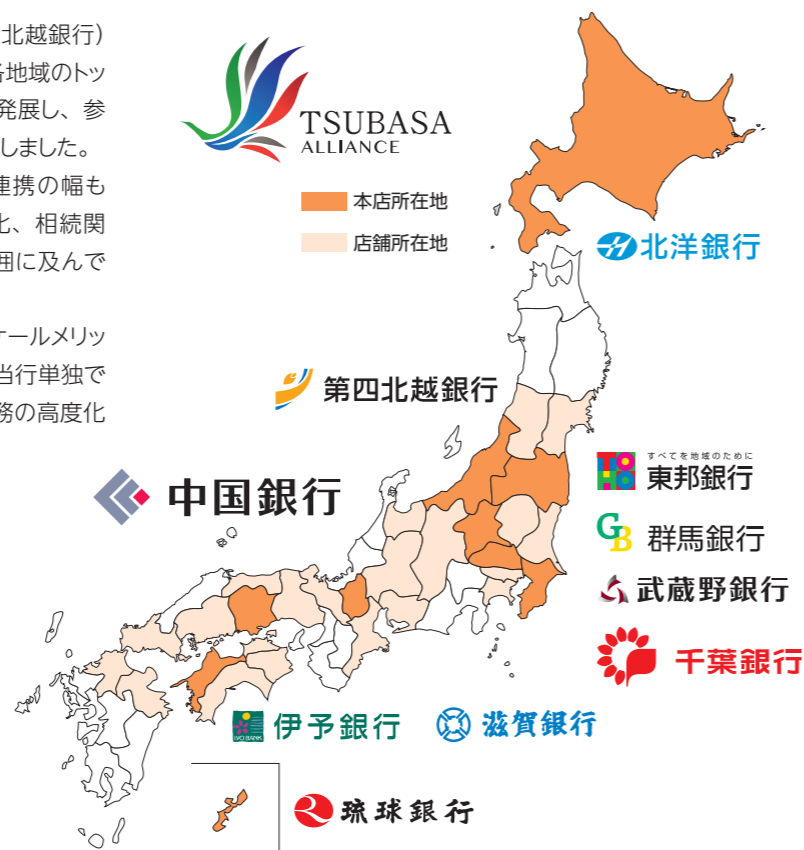 北越銀行)
各地域のトッ
発展し、参
しました。
連携の幅も
化、相続関
囲に及んで
ケールメリッ
当行単独で
務の高度化
TSUBASA
ALLIANCE
本店所在地
店舗所在地
北洋銀行
第四北越銀行
中国銀行
すべてを地域のために
TOHO
東邦銀行
GB
群馬銀行
武蔵野銀行
千葉銀行
IYO BANK
伊予銀行
滋賀銀行
琉球銀行